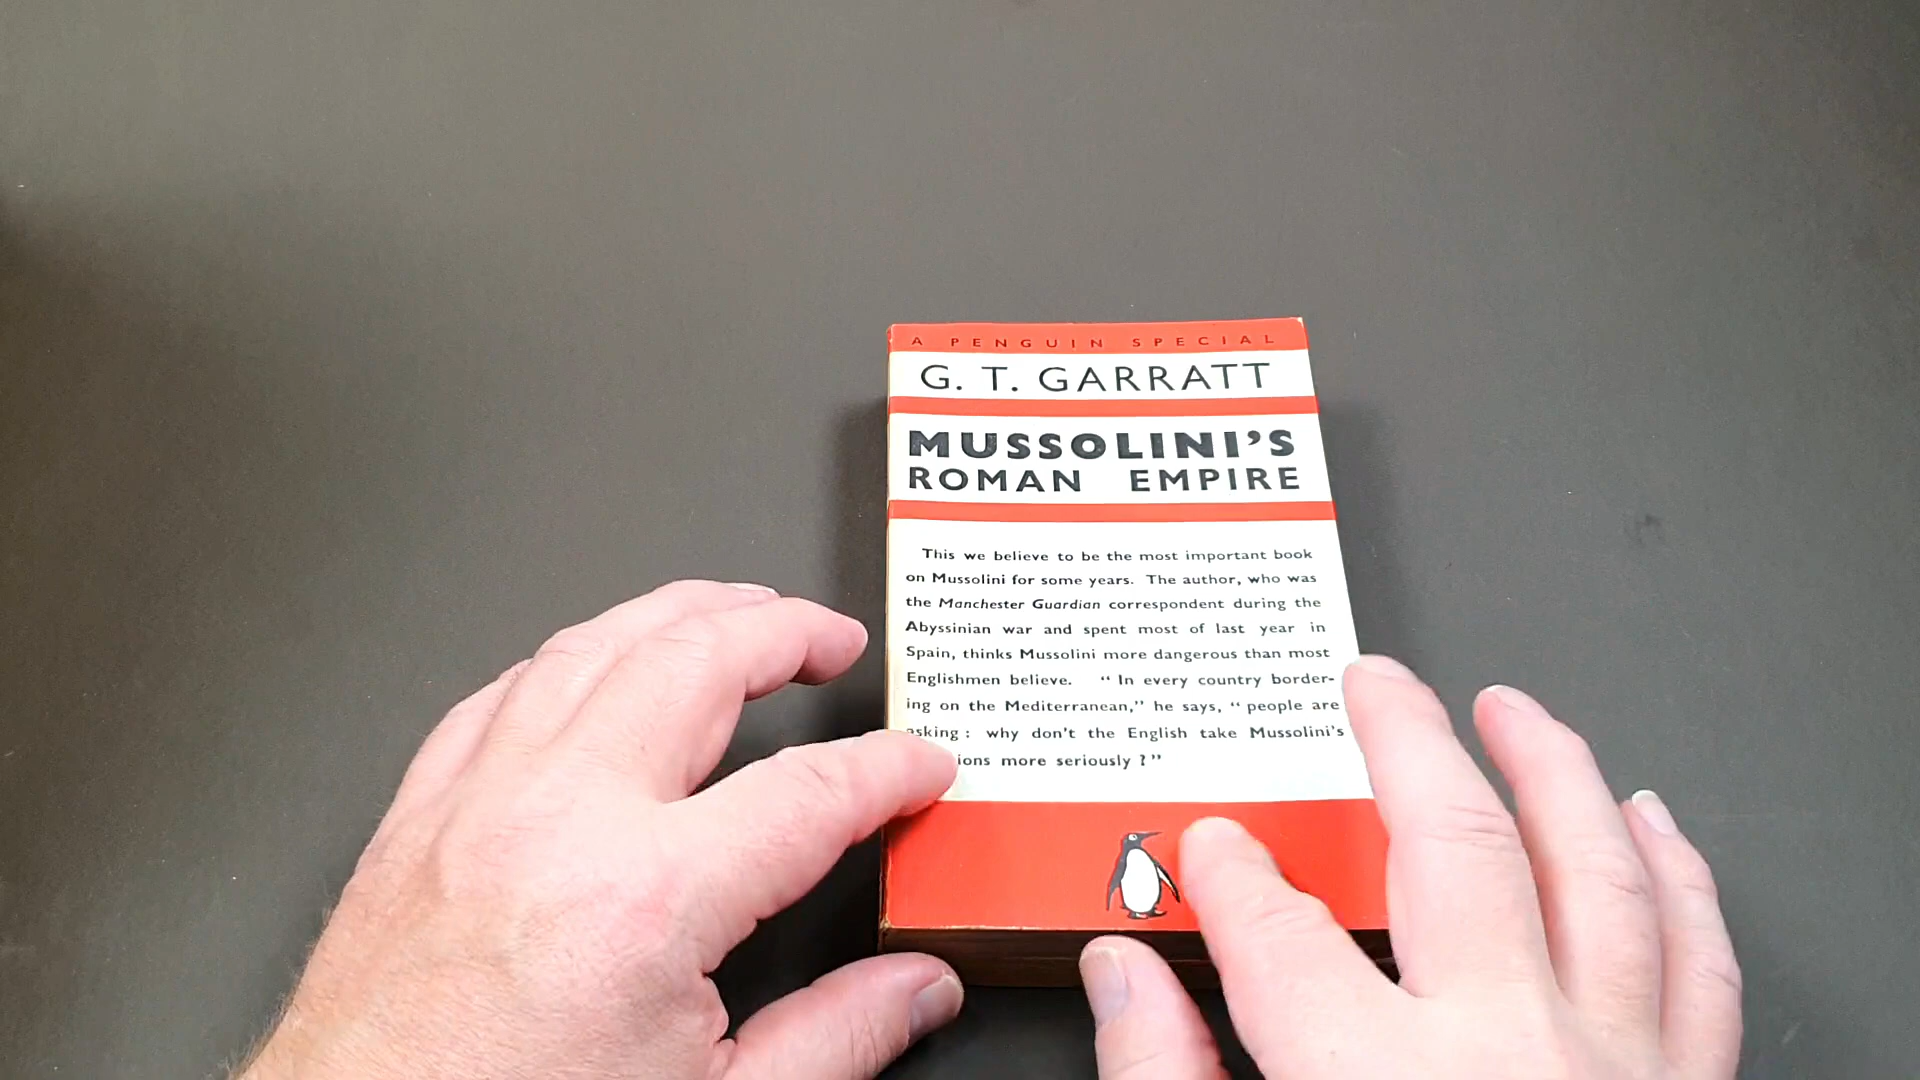 A PENGUIN SPECIAL
G. T. GARRATT
MUSSOLINI'S
ROMAN EMPIRE
This we believe to be the most important book
on Mussolini for some years. The author, who was
the Manchester Guardian correspondent during the
Abyssinian war and spent most of last year in
Spain, thinks Mussolini more dangerous than most
Englishmen believe. “ In every country border-
ing on the Mediterranean,” he says, “ people are
asking : why don't the English take Mussolini's
more seriously ? ”